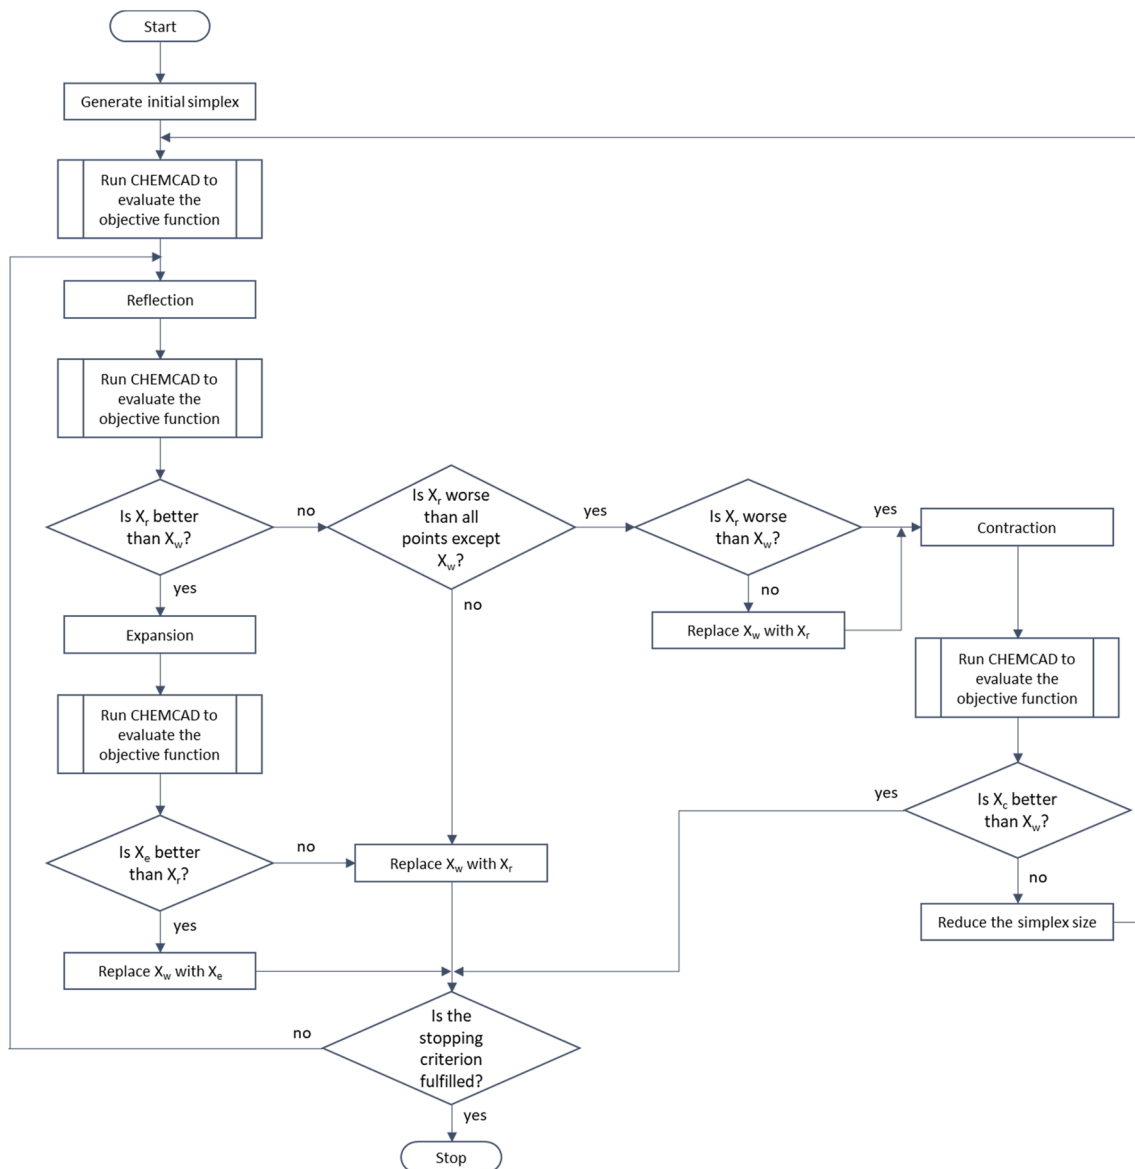 Start
Generate initial simplex
Run CHEMCAD to
evaluate the
objective function
Reflection
Run CHEMCAD to
evaluate the
objective function
Is Xr better
than Xw?
no
yes
Is Xr worse
than all
points except
Xw?
yes
no
Is Xr worse
than Xw?
yes
no
Replace Xw with Xr
Contraction
Run CHEMCAD to
evaluate the
objective function
Is Xc better
than Xw?
yes
no
Reduce the simplex size
Expansion
Run CHEMCAD to
evaluate the
objective function
Is Xe better
than Xr?
no
yes
Replace Xw with Xr
Replace Xw with Xe
Is the
stopping
criterion
fulfilled?
no
yes
Stop